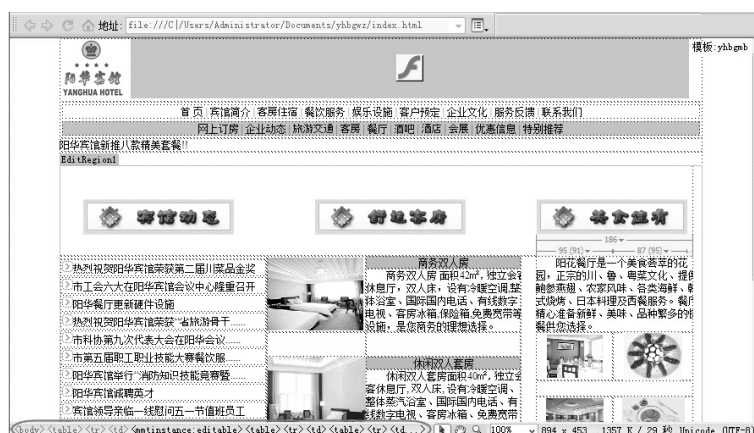 地址: file:///C|/Users/Administrator/Documents/yhbgwz/index.html
模板:yhbgmb
阳华宾馆
YANGHUA HOTEL
首 页|宾馆简介|客房住宿|餐饮服务|娱乐设施|客户预定|企业文化|服务反馈|联系我们
网上订房|企业动态|旅游交通|客房|餐厅|酒吧|酒店|会展|优惠信息|特别推荐
阳华宾馆新推八款精美套餐!!
EditRegion1
宾馆动态
舒适客房
美食佳肴
186
95 (91)
87 (95)
热烈祝贺阳华宾馆荣获第二届川菜品金奖
市工会六大在阳华宾馆会议中心隆重召开
阳华餐厅更新硬件设施
热烈祝贺阳华宾馆荣获“省旅游骨干......
市科协第九次代表大会在阳华会议......
市第五届职工职业技能大赛餐饮服......
阳华宾馆举行“消防知识技能竞赛暨......
阳华宾馆诚聘英才
宾馆领导亲临一线慰问五一节值班员工
商务双人房
商务双人房 面积42m²,独立会客
休息厅,双人床,设有冷暖空调、整
体浴室、国际国内电话、有线数字
电视、客房冰箱、保险箱,免费宽带等
设施,是您商务的理想选择。
休闲双人套房
休闲双人套房面积40m²,独立会
客休息厅,双人床,设有冷暖空调、
整体蒸汽浴室、国际国内电话、有
线数字电视、客房冰箱、免费宽带
阳花餐厅是一个美食荟萃的花
园,正宗的川、鲁、粤菜文化、提供
鲍参燕翅、农家风味、各类海鲜、
式烧烤、日本料理及西餐服务。餐厅
精心准备新鲜、美味、品种繁多的
餐供您选择。
<body> <table> <tr> <td> <mmtinstance:editable> <table> <tr> <td> <table> <tr> <td...>
100%
894 x 453
1357 K / 29 秒 Unicode (UTF-8)